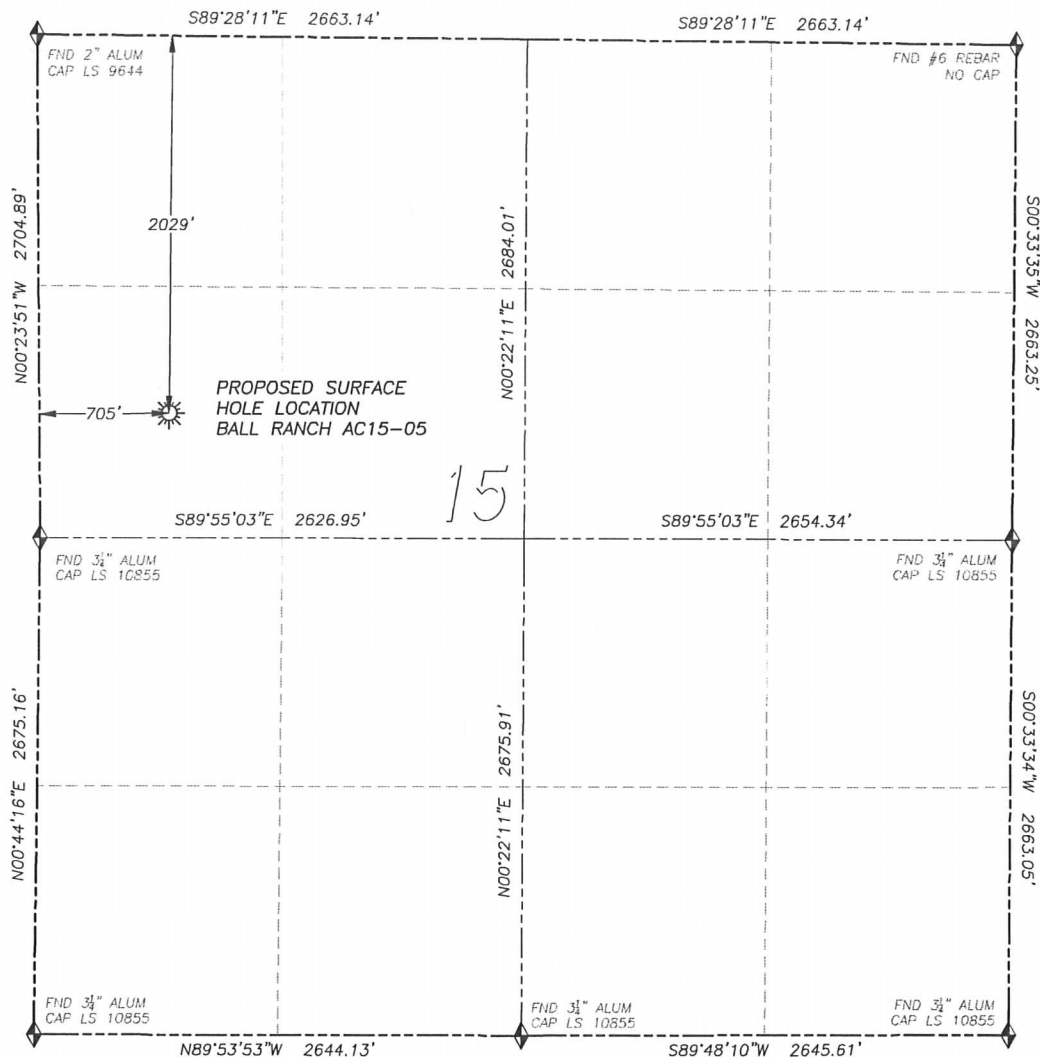 S89°28'11"E 2663.14'
S89°28'11"E 2663.14'
FND 2" ALUM
CAP LS 9644
FND #6 REBAR
NO CAP
N00°23'51"W 2704.89'
2029'
N00°22'11"E 2684.01'
S00°33'35"W 2663.25'
705'
PROPOSED SURFACE
HOLE LOCATION
BALL RANCH AC15-05
15
S89°55'03"E 2626.95'
S89°55'03"E 2654.34'
FND 3¼" ALUM
CAP LS 10855
FND 3¼" ALUM
CAP LS 10855
N00°44'16"E 2675.16'
N00°22'11"E 2675.91'
S00°33'34"W 2663.05'
FND 3¼" ALUM
CAP LS 10855
FND 3¼" ALUM
CAP LS 10855
FND 3¼" ALUM
CAP LS 10855
N89°53'53"W 2644.13'
S89°48'10"W 2645.61'